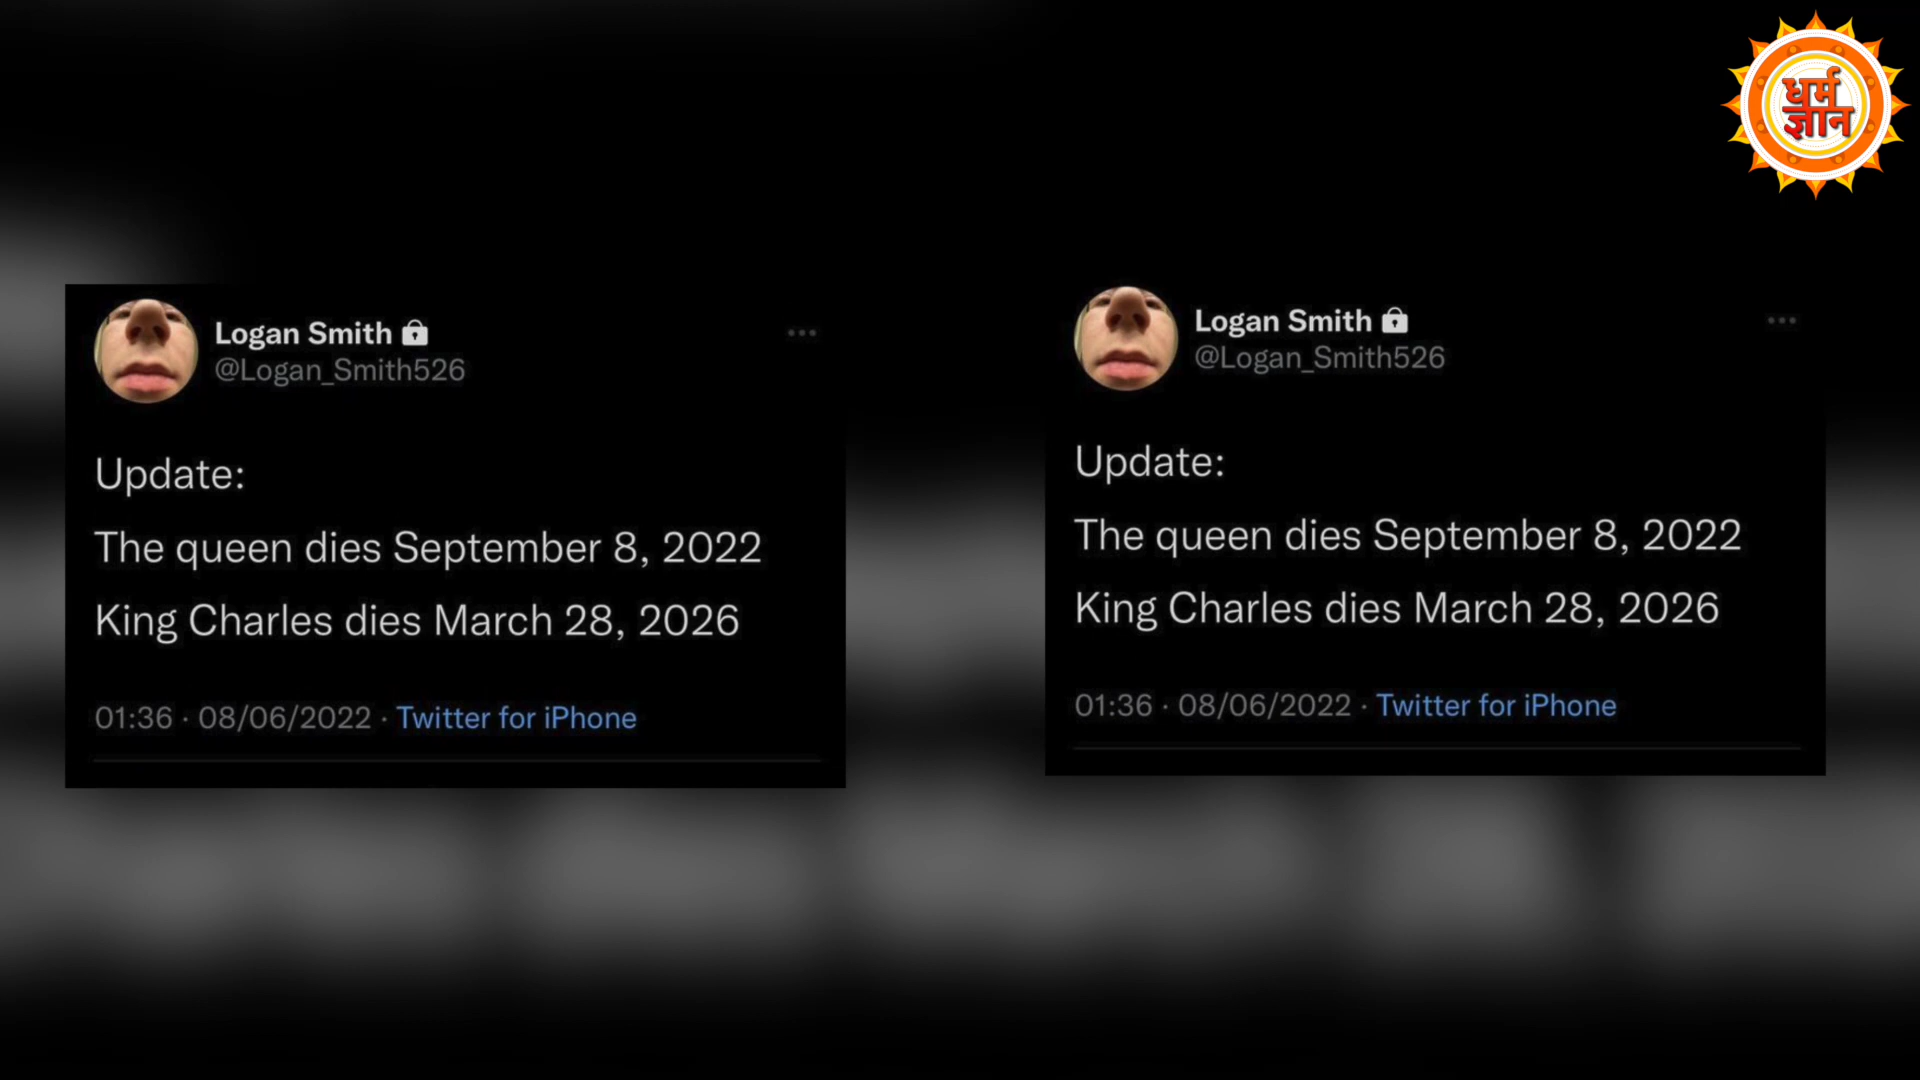 धर्म
ज्ञान
Logan Smith
@Logan_Smith526
Update:
The queen dies September 8, 2022
King Charles dies March 28, 2026
01:36 · 08/06/2022 · Twitter for iPhone
Logan Smith
@Logan_Smith526
Update:
The queen dies September 8, 2022
King Charles dies March 28, 2026
01:36 · 08/06/2022 · Twitter for iPhone